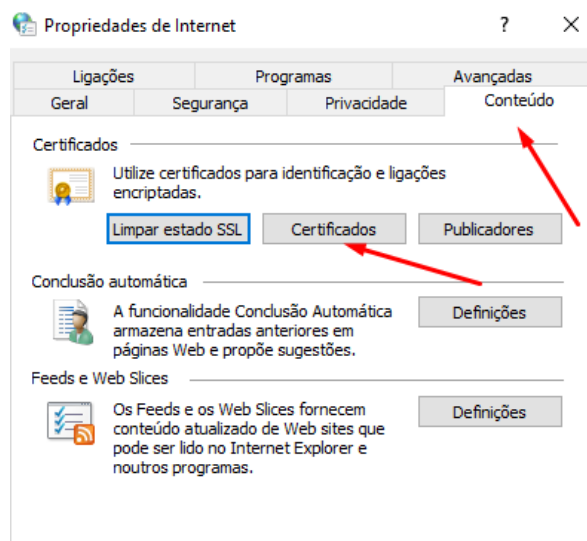 Propriedades de Internet
?
Ligações Programas Avançadas
Geral Segurança Privacidade Conteúdo
Certificados
Utilize certificados para identificação e ligações
encriptadas.
Limpar estado SSL Certificados Publicadores
Conclusão automática
A funcionalidade Conclusão Automática
armazena entradas anteriores em
páginas Web e propõe sugestões.
Definições
Feeds e Web Slices
Os Feeds e os Web Slices fornecem
conteúdo atualizado de Web sites que
pode ser lido no Internet Explorer e
noutros programas.
Definições